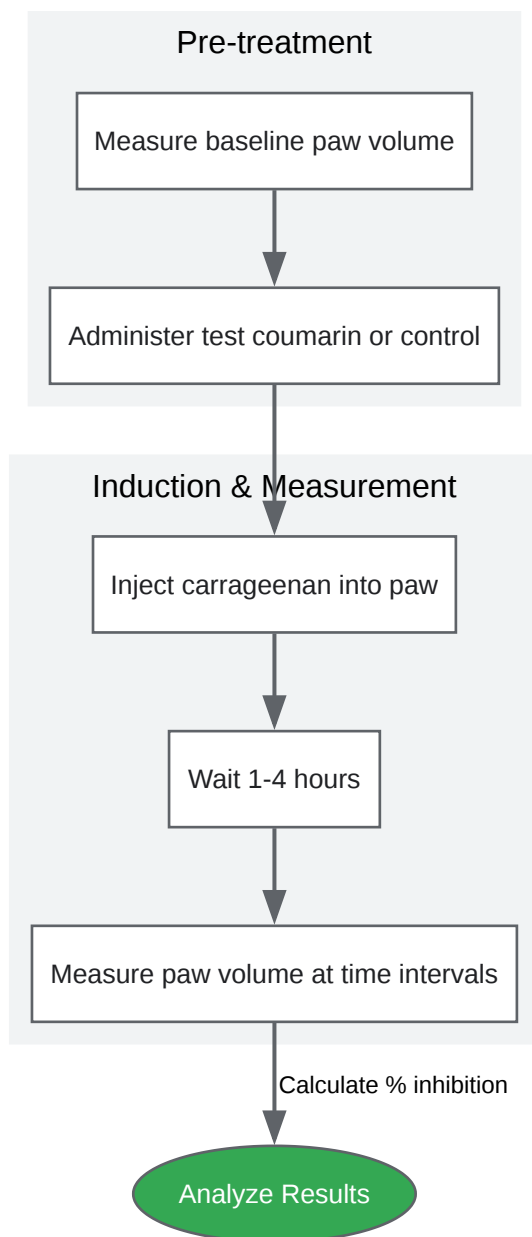 Pre-treatment
Measure baseline paw volume
Administer test coumarin or control
Induction & Measurement
Inject carrageenan into paw
Wait 1-4 hours
Measure paw volume at time intervals
Calculate % inhibition
Analyze Results